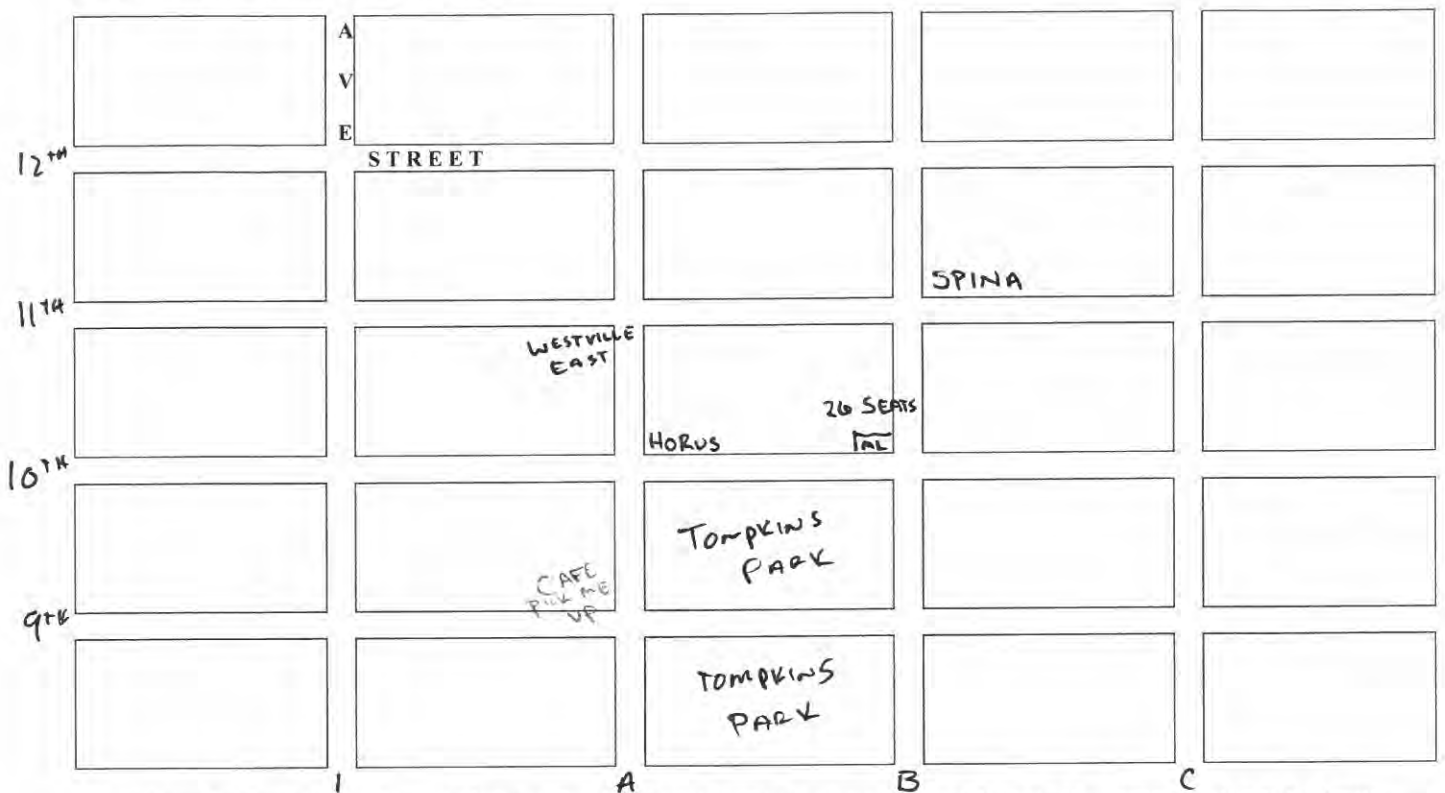 A
V
E
12TH
STREET
SPINA
11TH
WESTVILLE
EAST
26 SEATS
HORUS
AL
10TH
TOMPKINS
PARK
CAFE
PICK ME
UP
9TH
TOMPKINS
PARK
1 A B C